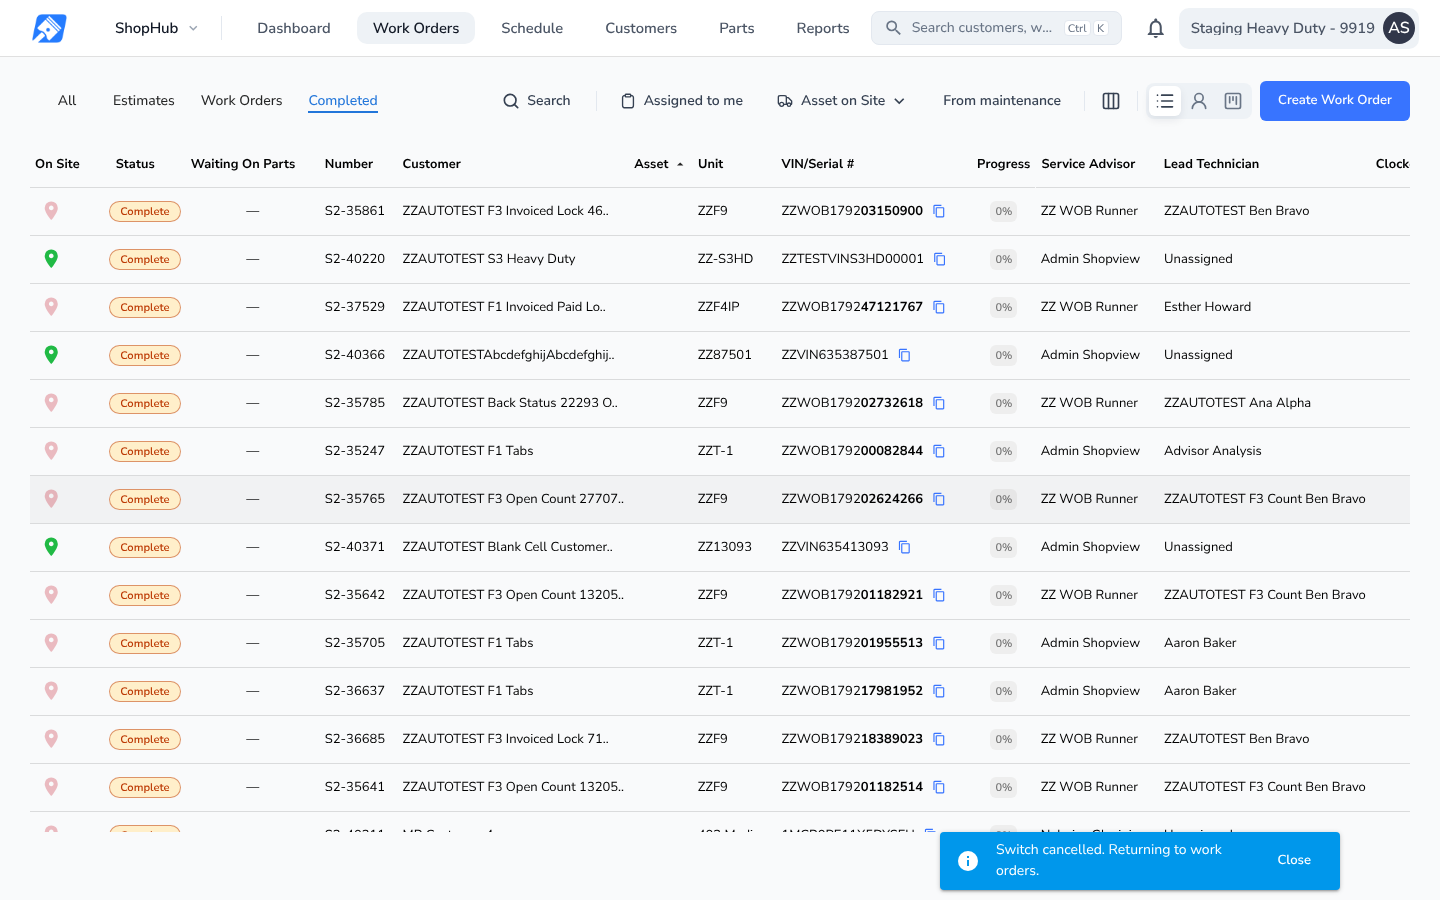 ShopHub
Dashboard
Work Orders
Schedule
Customers
Parts
Reports
Search customers, w...
Ctrl
K
Staging Heavy Duty - 9919
AS
All
Estimates
Work Orders
Completed
Search
Assigned to me
Asset on Site
From maintenance
Create Work Order
On Site Status Waiting On Parts Number Customer Asset Unit VIN/Serial # Progress Service Advisor Lead Technician Clock
Complete — S2-35861 ZZAUTOTEST F3 Invoiced Lock 46.. ZZF9 ZZWOB179203150900 0% ZZ WOB Runner ZZAUTOTEST Ben Bravo
Complete — S2-40220 ZZAUTOTEST S3 Heavy Duty ZZ-S3HD ZZTESTVINS3HD00001 0% Admin Shopview Unassigned
Complete — S2-37529 ZZAUTOTEST F1 Invoiced Paid Lo.. ZZF4IP ZZWOB179247121767 0% ZZ WOB Runner Esther Howard
Complete — S2-40366 ZZAUTOTESTAbcdefghijAbcdefghij.. ZZ87501 ZZVIN635387501 0% Admin Shopview Unassigned
Complete — S2-35785 ZZAUTOTEST Back Status 22293 O.. ZZF9 ZZWOB179202732618 0% ZZ WOB Runner ZZAUTOTEST Ana Alpha
Complete — S2-35247 ZZAUTOTEST F1 Tabs ZZT-1 ZZWOB179200082844 0% Admin Shopview Advisor Analysis
Complete — S2-35765 ZZAUTOTEST F3 Open Count 27707.. ZZF9 ZZWOB179202624266 0% ZZ WOB Runner ZZAUTOTEST F3 Count Ben Bravo
Complete — S2-40371 ZZAUTOTEST Blank Cell Customer.. ZZ13093 ZZVIN635413093 0% Admin Shopview Unassigned
Complete — S2-35642 ZZAUTOTEST F3 Open Count 13205.. ZZF9 ZZWOB179201182921 0% ZZ WOB Runner ZZAUTOTEST F3 Count Ben Bravo
Complete — S2-35705 ZZAUTOTEST F1 Tabs ZZT-1 ZZWOB179201955513 0% Admin Shopview Aaron Baker
Complete — S2-36637 ZZAUTOTEST F1 Tabs ZZT-1 ZZWOB179217981952 0% Admin Shopview Aaron Baker
Complete — S2-36685 ZZAUTOTEST F3 Invoiced Lock 71.. ZZF9 ZZWOB179218389023 0% ZZ WOB Runner ZZAUTOTEST Ben Bravo
Complete — S2-35641 ZZAUTOTEST F3 Open Count 13205.. ZZF9 ZZWOB179201182514 0% ZZ WOB Runner ZZAUTOTEST F3 Count Ben Bravo
Switch cancelled. Returning to work
orders.
Close